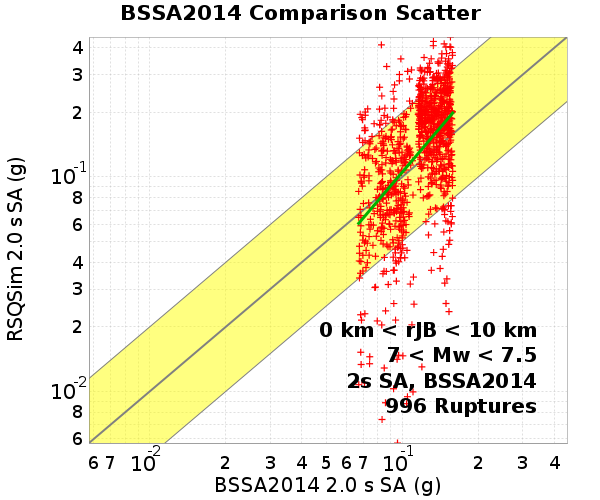 BSSA2014 Comparison Scatter
RSQSim 2.0 s SA (g)
4
3
2
10-1
8
6
4
3
2
10-2
8
6
0 km < rJB < 10 km
7 < Mw < 7.5
2s SA, BSSA2014
996 Ruptures
6 7 10-2 2 3 4 5 6 7 10-1 2 3 4
BSSA2014 2.0 s SA (g)